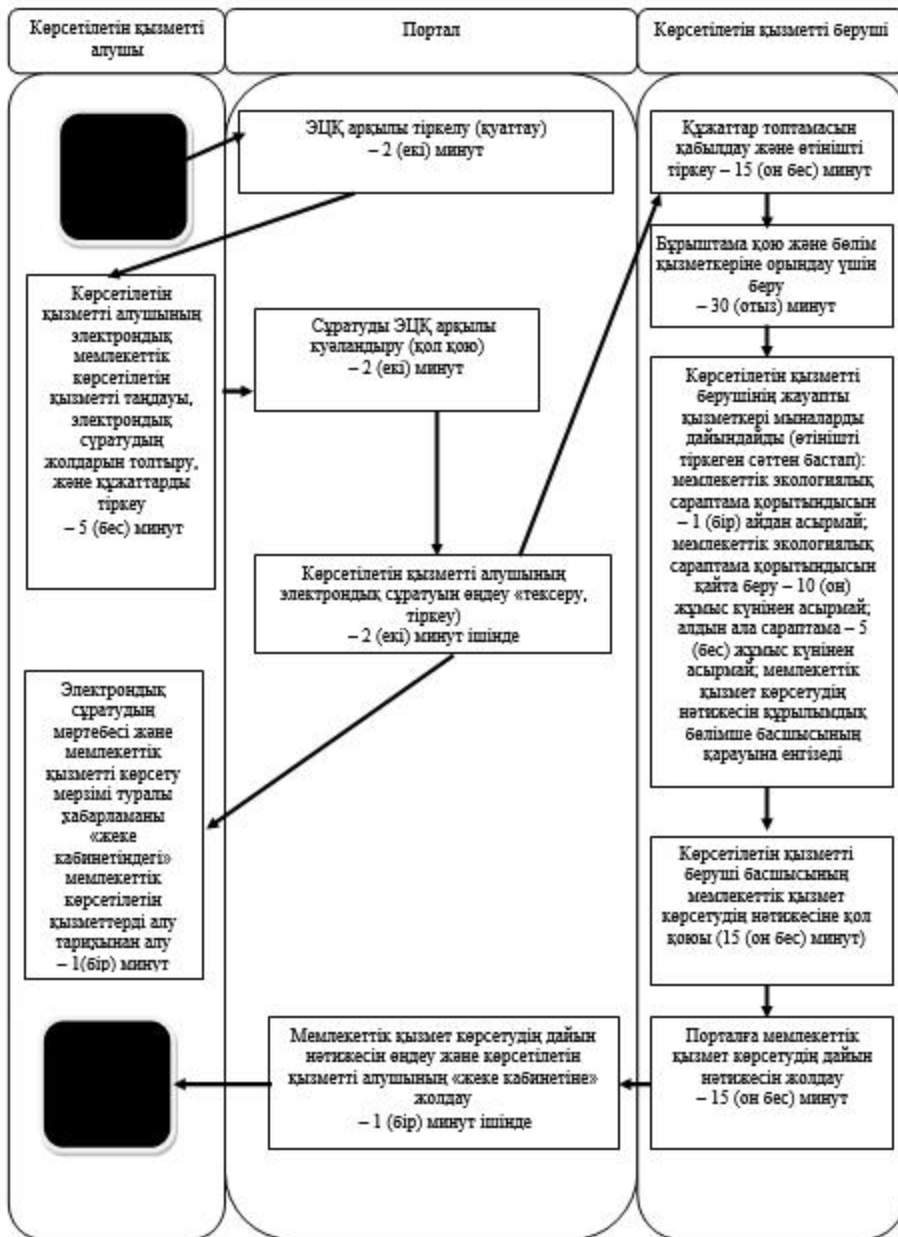 Көрсетілетін қызметті
алушы
Портал
Көрсетілетін қызметті беруші
ЭЦҚ арқылы тіркелу (қуаттау)
– 2 (екі) минут
Құжаттар топтамасын
қабылдау және өтінішті
тіркеу – 15 (он бес) минут
Бұрыштама қою және бөлім
қызметкеріне орындау үшін
беру
– 30 (отыз) минут
Көрсетілетін
қызметті алушының
электрондық
мемлекеттік
көрсетілетін
қызметті таңдауы,
электрондық
сұратудың
жолдарын толтыру,
және құжаттарды
тіркеу
– 5 (бес) минут
Сұратуды ЭЦҚ арқылы
куәландыру (қол қою)
– 2 (екі) минут
Көрсетілетін қызметті
берушінің жауапты
қызметкері мыналарды
дайындайды (өтінішті
тіркеген сәттен бастап):
мемлекеттік экологиялық
сараптама қорытындысын
– 1 (бір) айдан асырмай;
мемлекеттік экологиялық
сараптама қорытындысын
қайта беру – 10 (он)
жұмыс күнінен асырмай;
алдын ала сараптама – 5
(бес) жұмыс күнінен
асырмай; мемлекеттік
қызмет көрсетудің
нәтижесін құрылымдық
бөлімше басшысының
қарауына енгізеді
Көрсетілетін қызметті алушының
электрондық сұратуын өңдеу «тексеру,
тіркеу)
– 2 (екі) минут ішінде
Электрондық
сұратудың
мәртебесі және
мемлекеттік
қызметті көрсету
мерзімі туралы
хабарламаны
«жеке
кабинетіндегі»
мемлекеттік
көрсетілетін
қызметтерді алу
тарихынан алу
– 1(бір) минут
Көрсетілетін қызметті
беруші басшысының
мемлекеттік қызмет
көрсетудің нәтижесіне қол
қоюы (15 (он бес) минут)
Мемлекеттік қызмет көрсетудің дайын
нәтижесін өңдеу және көрсетілетін
қызметті алушының «жеке кабинетіне»
жолдау
– 1 (бір) минут ішінде
Порталға мемлекеттік
қызмет көрсетудің дайын
нәтижесін жолдау
– 15 (он бес) минут